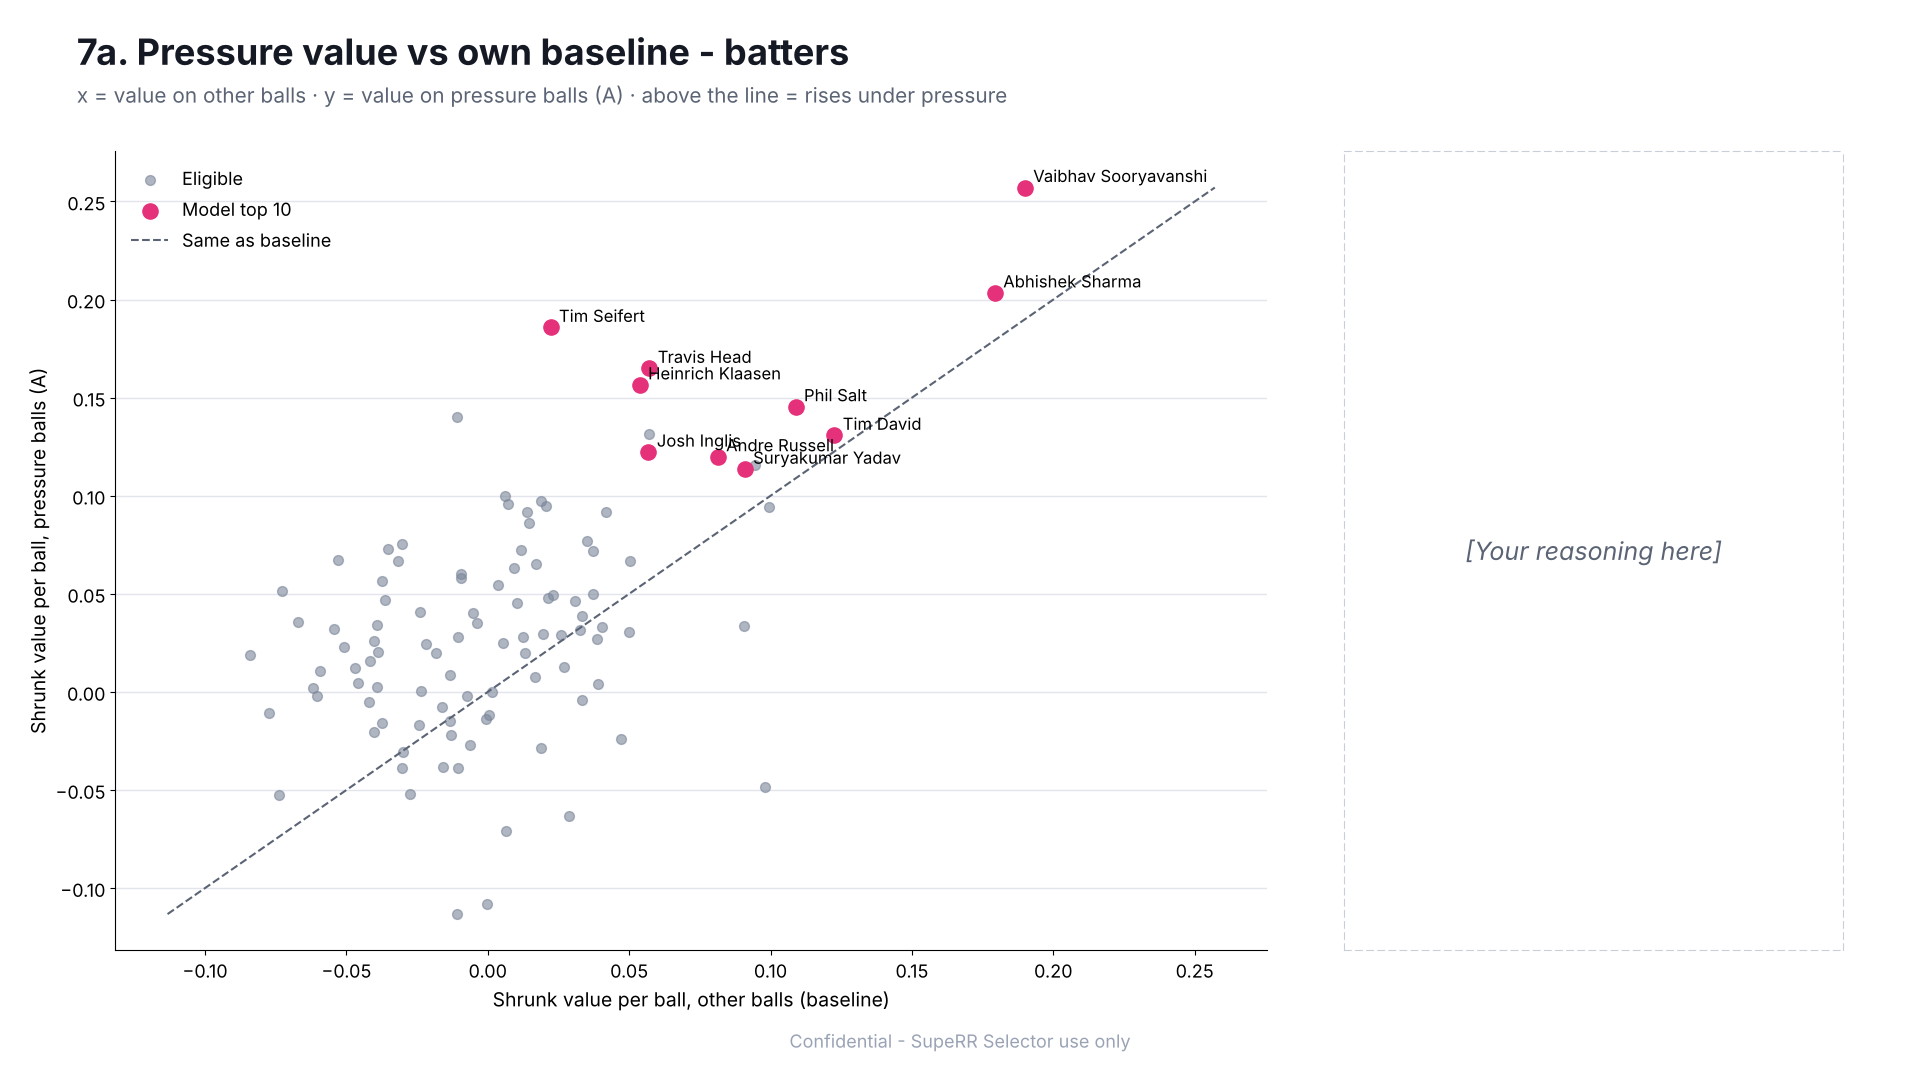 7a. Pressure value vs own baseline - batters
x = value on other balls · y = value on pressure balls (A) · above the line = rises under pressure
Eligible
Model top 10
Same as baseline
Vaibhav Sooryavanshi
Abhishek Sharma
Tim Seifert
Travis Head
Heinrich Klaasen
Phil Salt
Tim David
Josh Inglis
Andre Russell
Suryakumar Yadav
[Your reasoning here]
Shrunk value per ball, pressure balls (A)
0.25
0.20
0.15
0.10
0.05
0.00
−0.05
−0.10
−0.10
−0.05
0.00
0.05
0.10
0.15
0.20
0.25
Shrunk value per ball, other balls (baseline)
Confidential - SupeRR Selector use only